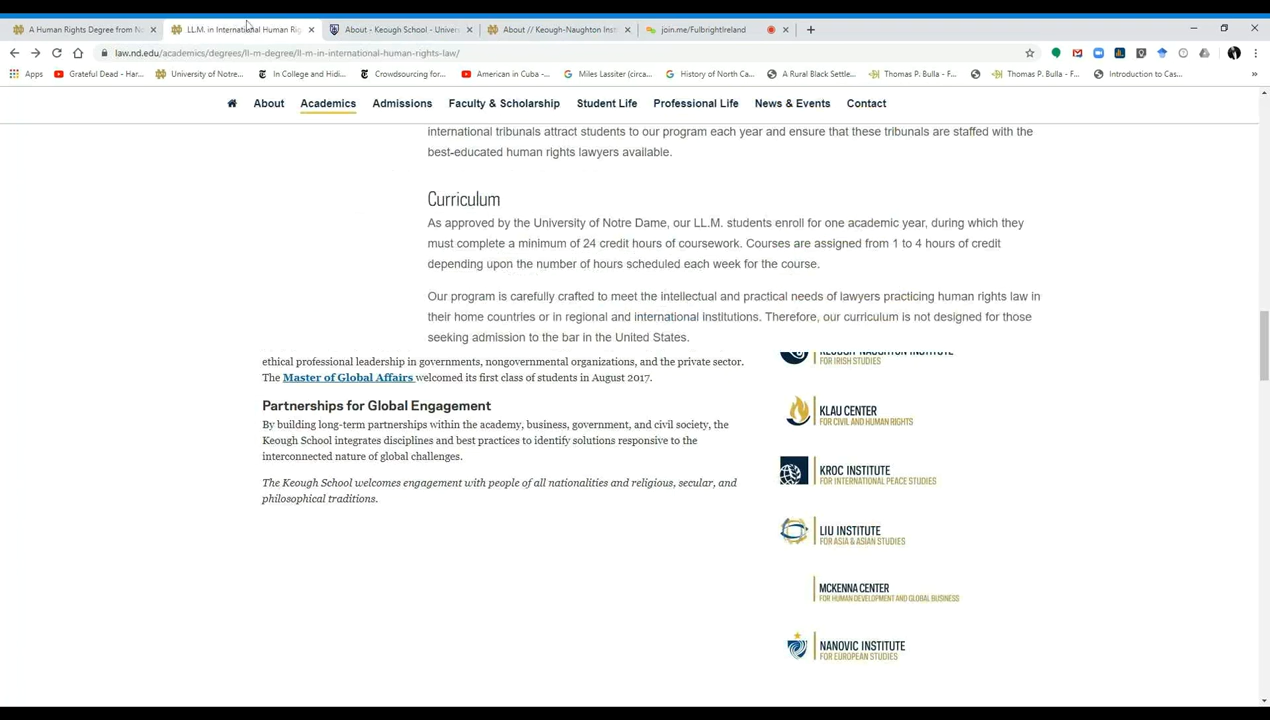 A Human Rights Degree from No
LL.M. in International Human Rig
About - Keough School - Univers
About // Keough-Naughton Inst
join.me/FulbrightIreland
law.nd.edu/academics/degrees/ll-m-degree/ll-m-in-international-human-rights-law/
Apps
Grateful Dead - Har...
University of Notre...
In College and Hidi...
Crowdsourcing for...
American in Cuba -...
Miles Lassiter (circa...
History of North Ca...
A Rural Black Settle...
Thomas P. Bulla - F...
Thomas P. Bulla - F...
Introduction to Cas...
About
Academics
Admissions
Faculty & Scholarship
Student Life
Professional Life
News & Events
Contact
international tribunals attract students to our program each year and ensure that these tribunals are staffed with the
best-educated human rights lawyers available.
Curriculum
As approved by the University of Notre Dame, our LL.M. students enroll for one academic year, during which they
must complete a minimum of 24 credit hours of coursework. Courses are assigned from 1 to 4 hours of credit
depending upon the number of hours scheduled each week for the course.
Our program is carefully crafted to meet the intellectual and practical needs of lawyers practicing human rights law in
their home countries or in regional and international institutions. Therefore, our curriculum is not designed for those
seeking admission to the bar in the United States.
ethical professional leadership in governments, nongovernmental organizations, and the private sector.
The Master of Global Affairs welcomed its first class of students in August 2017.
Partnerships for Global Engagement
By building long-term partnerships within the academy, business, government, and civil society, the
Keough School integrates disciplines and best practices to identify solutions responsive to the
interconnected nature of global challenges.
The Keough School welcomes engagement with people of all nationalities and religious, secular, and
philosophical traditions.
KEOUGH-NAUGHTON INSTITUTE
FOR IRISH STUDIES
KLAU CENTER
FOR CIVIL AND HUMAN RIGHTS
KROC INSTITUTE
FOR INTERNATIONAL PEACE STUDIES
LIU INSTITUTE
FOR ASIA & ASIAN STUDIES
MCKENNA CENTER
FOR HUMAN DEVELOPMENT AND GLOBAL BUSINESS
NANOVIC INSTITUTE
FOR EUROPEAN STUDIES